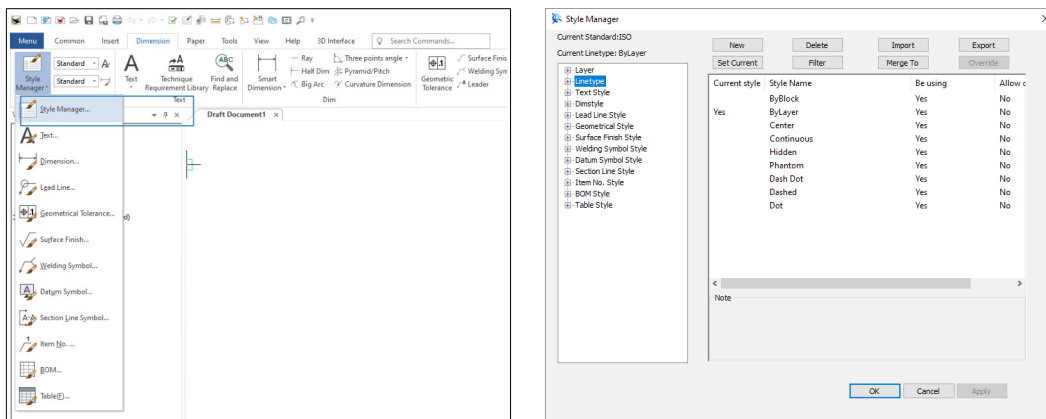 Menu Common Insert Dimension Paper Tools View Help 3D Interface Search Commands...
Style Manager
Standard
Standard
Text
Technique Requirement Library
Find and Replace
Text
Smart Dimension
Ray
Half Dim
Big Arc
Three points angle
Pyramid/Pitch
Curvature Dimension
Dim
Geometric Tolerance
Surface Finis
Welding Sym
Leader
Draft Document1
Style Manager...
Text...
Dimension...
Lead Line...
Geometrical Tolerance...
Surface Finish...
Welding Symbol...
Datum Symbol...
Section Line Symbol...
Item No. ...
BOM...
Table(F)...
Style Manager
Current Standard:ISO
Current Linetype: ByLayer
New Delete Import Export
Set Current Filter Merge To Override
Layer
Linetype
Text Style
Dimstyle
Lead Line Style
Geometrical Style
Surface Finish Style
Welding Symbol Style
Datum Symbol Style
Section Line Style
Item No. Style
BOM Style
Table Style
Current style Style Name Be using Allow c
ByBlock Yes No
Yes ByLayer Yes No
Center Yes No
Continuous Yes No
Hidden Yes No
Phantom Yes No
Dash Dot Yes No
Dashed Yes No
Dot Yes No
Note
OK Cancel Apply